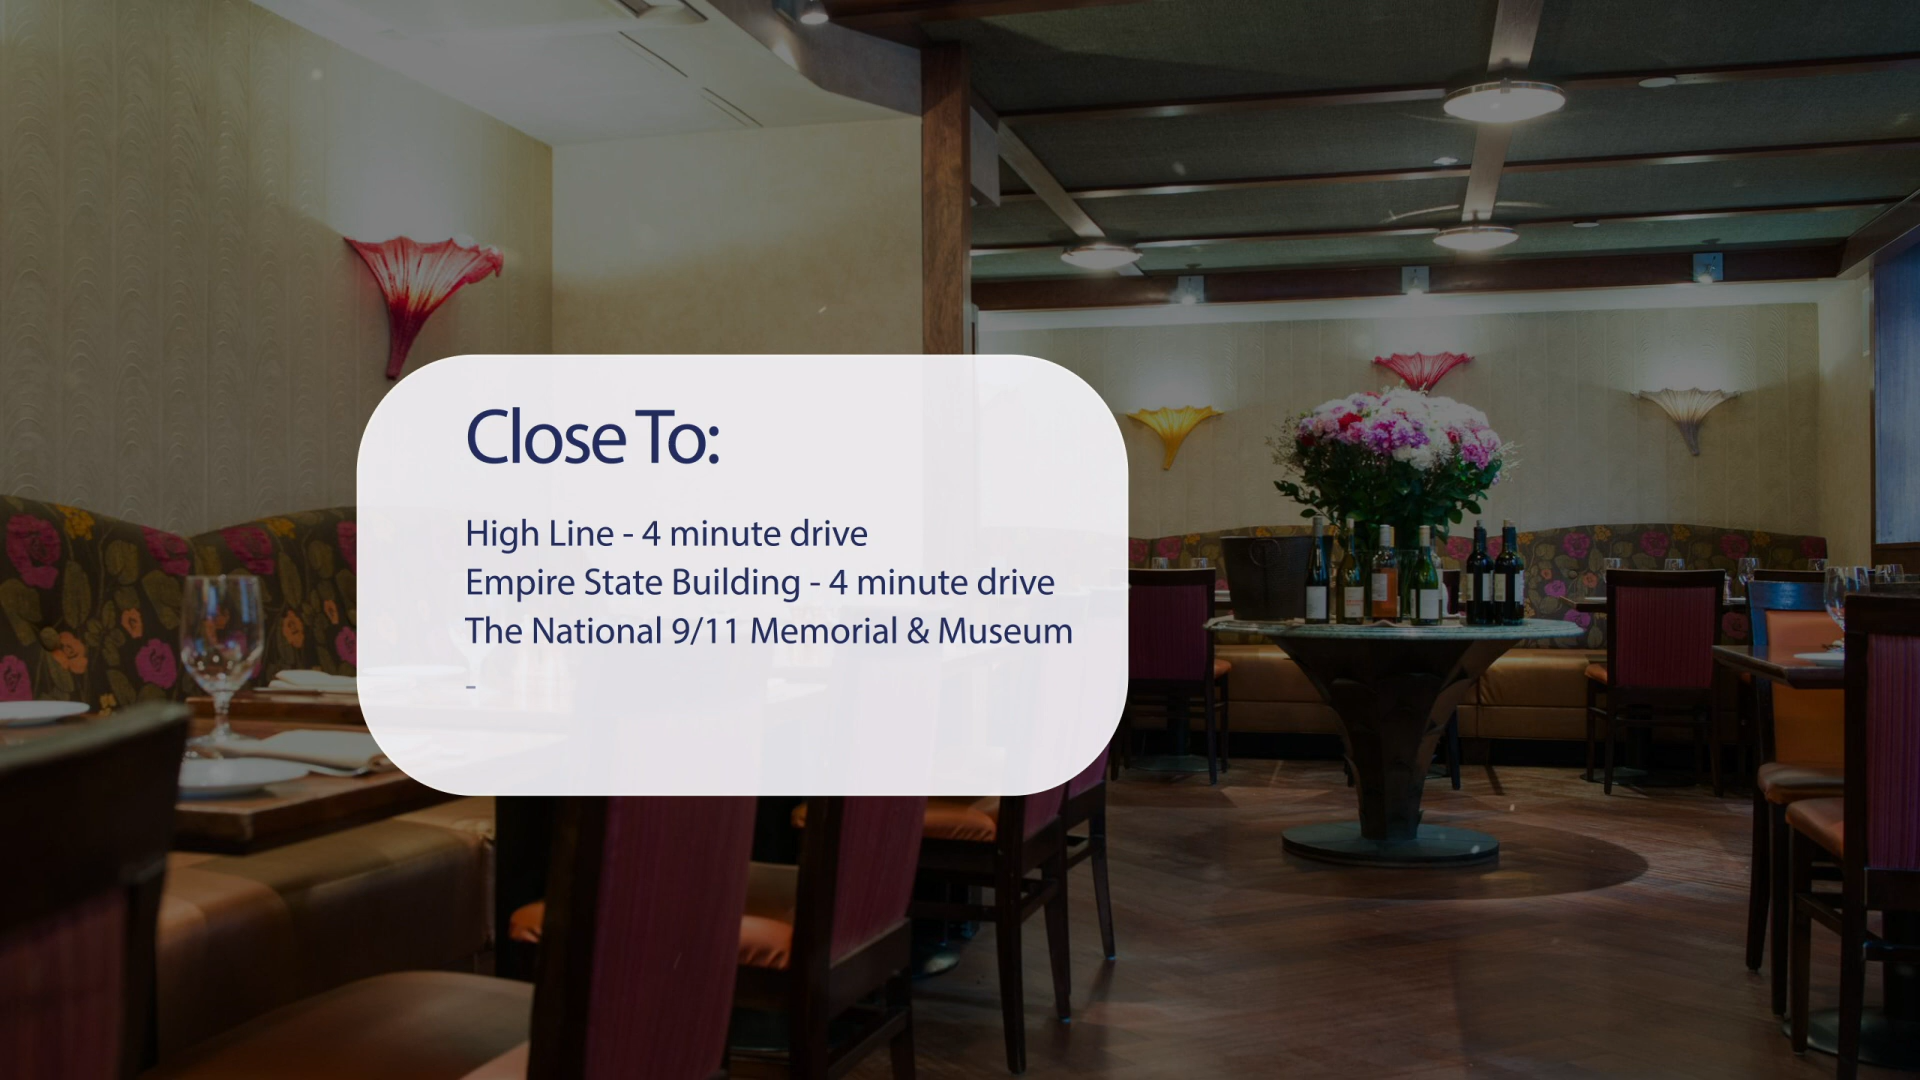 Close To:
High Line - 4 minute drive
Empire State Building - 4 minute drive
The National 9/11 Memorial & Museum
-